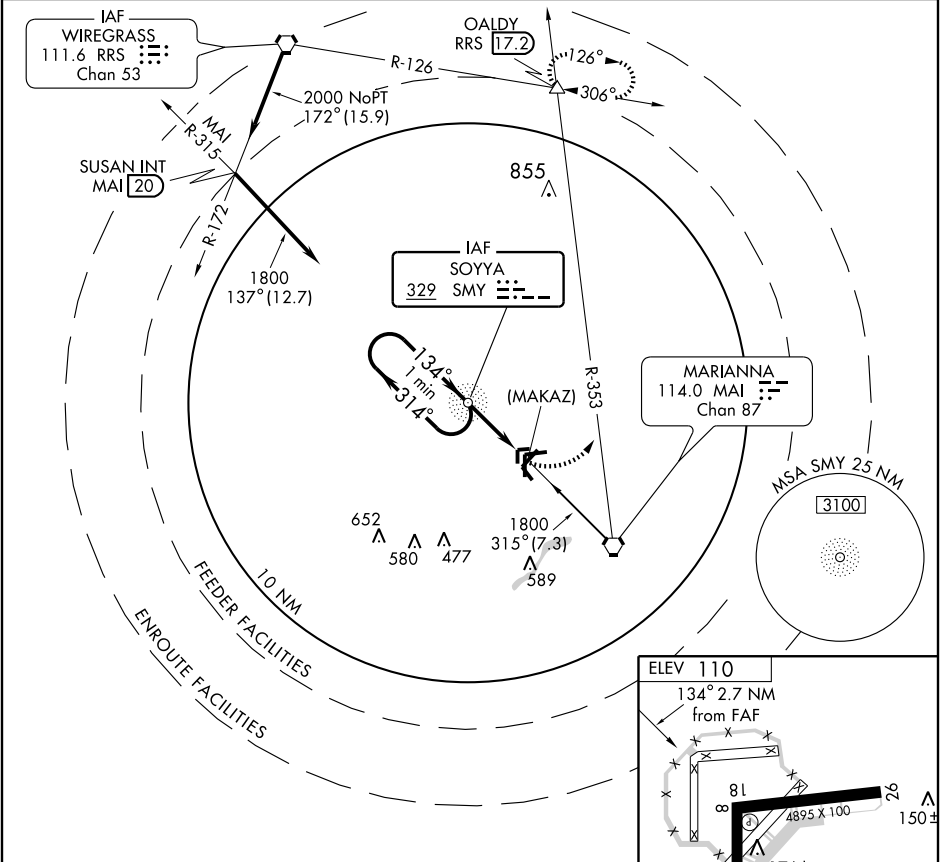 IAF
WIREGRASS
111.6 RRS
Chan 53
OALDY
RRS 17.2
126°
306°
R-126
2000 NoPT
172° (15.9)
MAI
R-315
SUSAN INT
MAI 20
R-172
1800
137° (12.7)
855
IAF
SOYYA
329 SMY
134°
1 min
314°
(MAKAZ)
R-353
MARIANNA
114.0 MAI
Chan 87
MSA SMY 25 NM
3100
1800
315° (7.3)
652
580
477
589
10 NM
FEEDER FACILITIES
ENROUTE FACILITIES
ELEV 110
134° 2.7 NM
from FAF
18
8
26
4895 X 100
P
150 ±